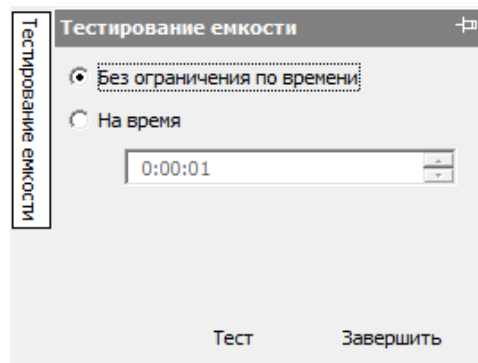 Тестирование емкости
Тестирование емкости
Без ограничения по времени
На время
0:00:01
Тест
Завершить